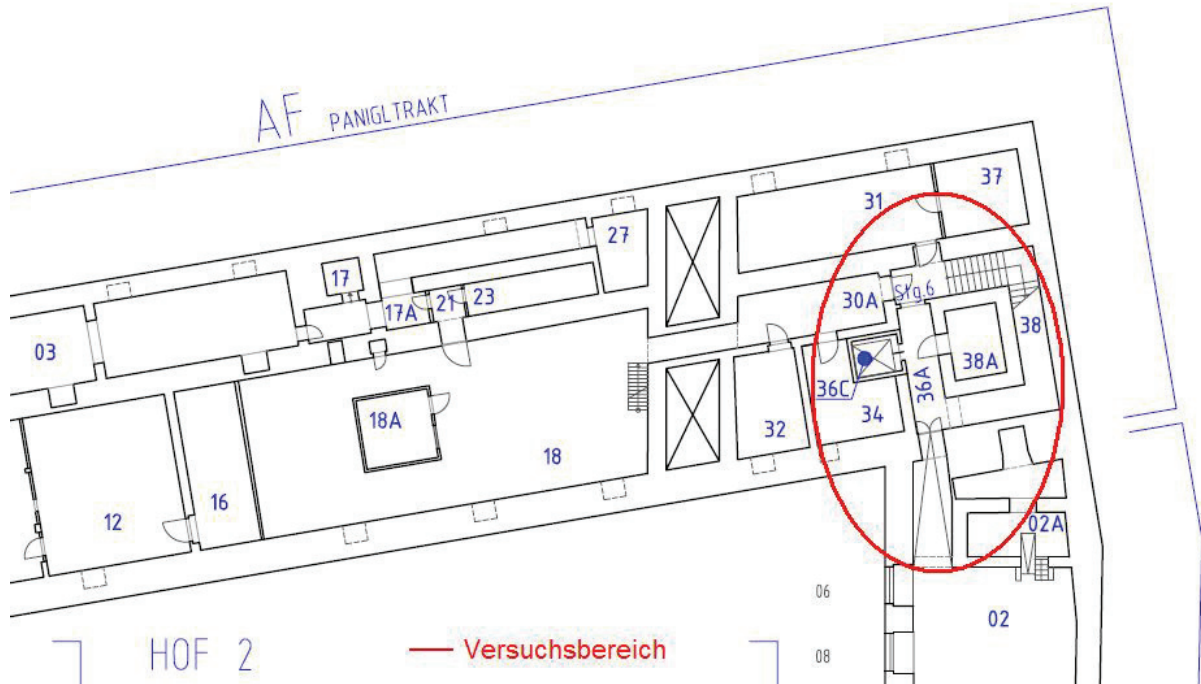 AF PANIGLTRAKT
37
31
27
17
30A
Stg.6
17A
21
23
38
03
36C
36A
38A
18A
34
32
18
16
12
02A
06
02
HOF 2
Versuchsbereich
08